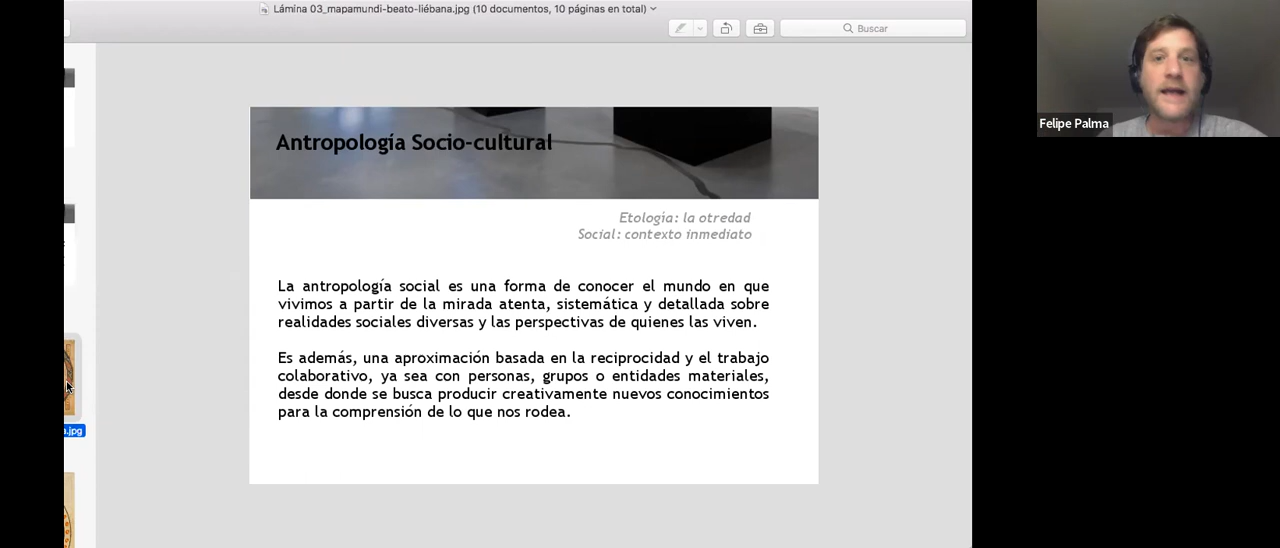 Lámina 03_mapamundi-beato-liébana.jpg (10 documentos, 10 páginas en total)
Buscar
Felipe Palma
Antropología Socio-cultural
Etología: la otredad
Social: contexto inmediato
La antropología social es una forma de conocer el mundo en que
vivimos a partir de la mirada atenta, sistemática y detallada sobre
realidades sociales diversas y las perspectivas de quienes las viven.
Es además, una aproximación basada en la reciprocidad y el trabajo
colaborativo, ya sea con personas, grupos o entidades materiales,
desde donde se busca producir creativamente nuevos conocimientos
para la comprensión de lo que nos rodea.
a.jpg